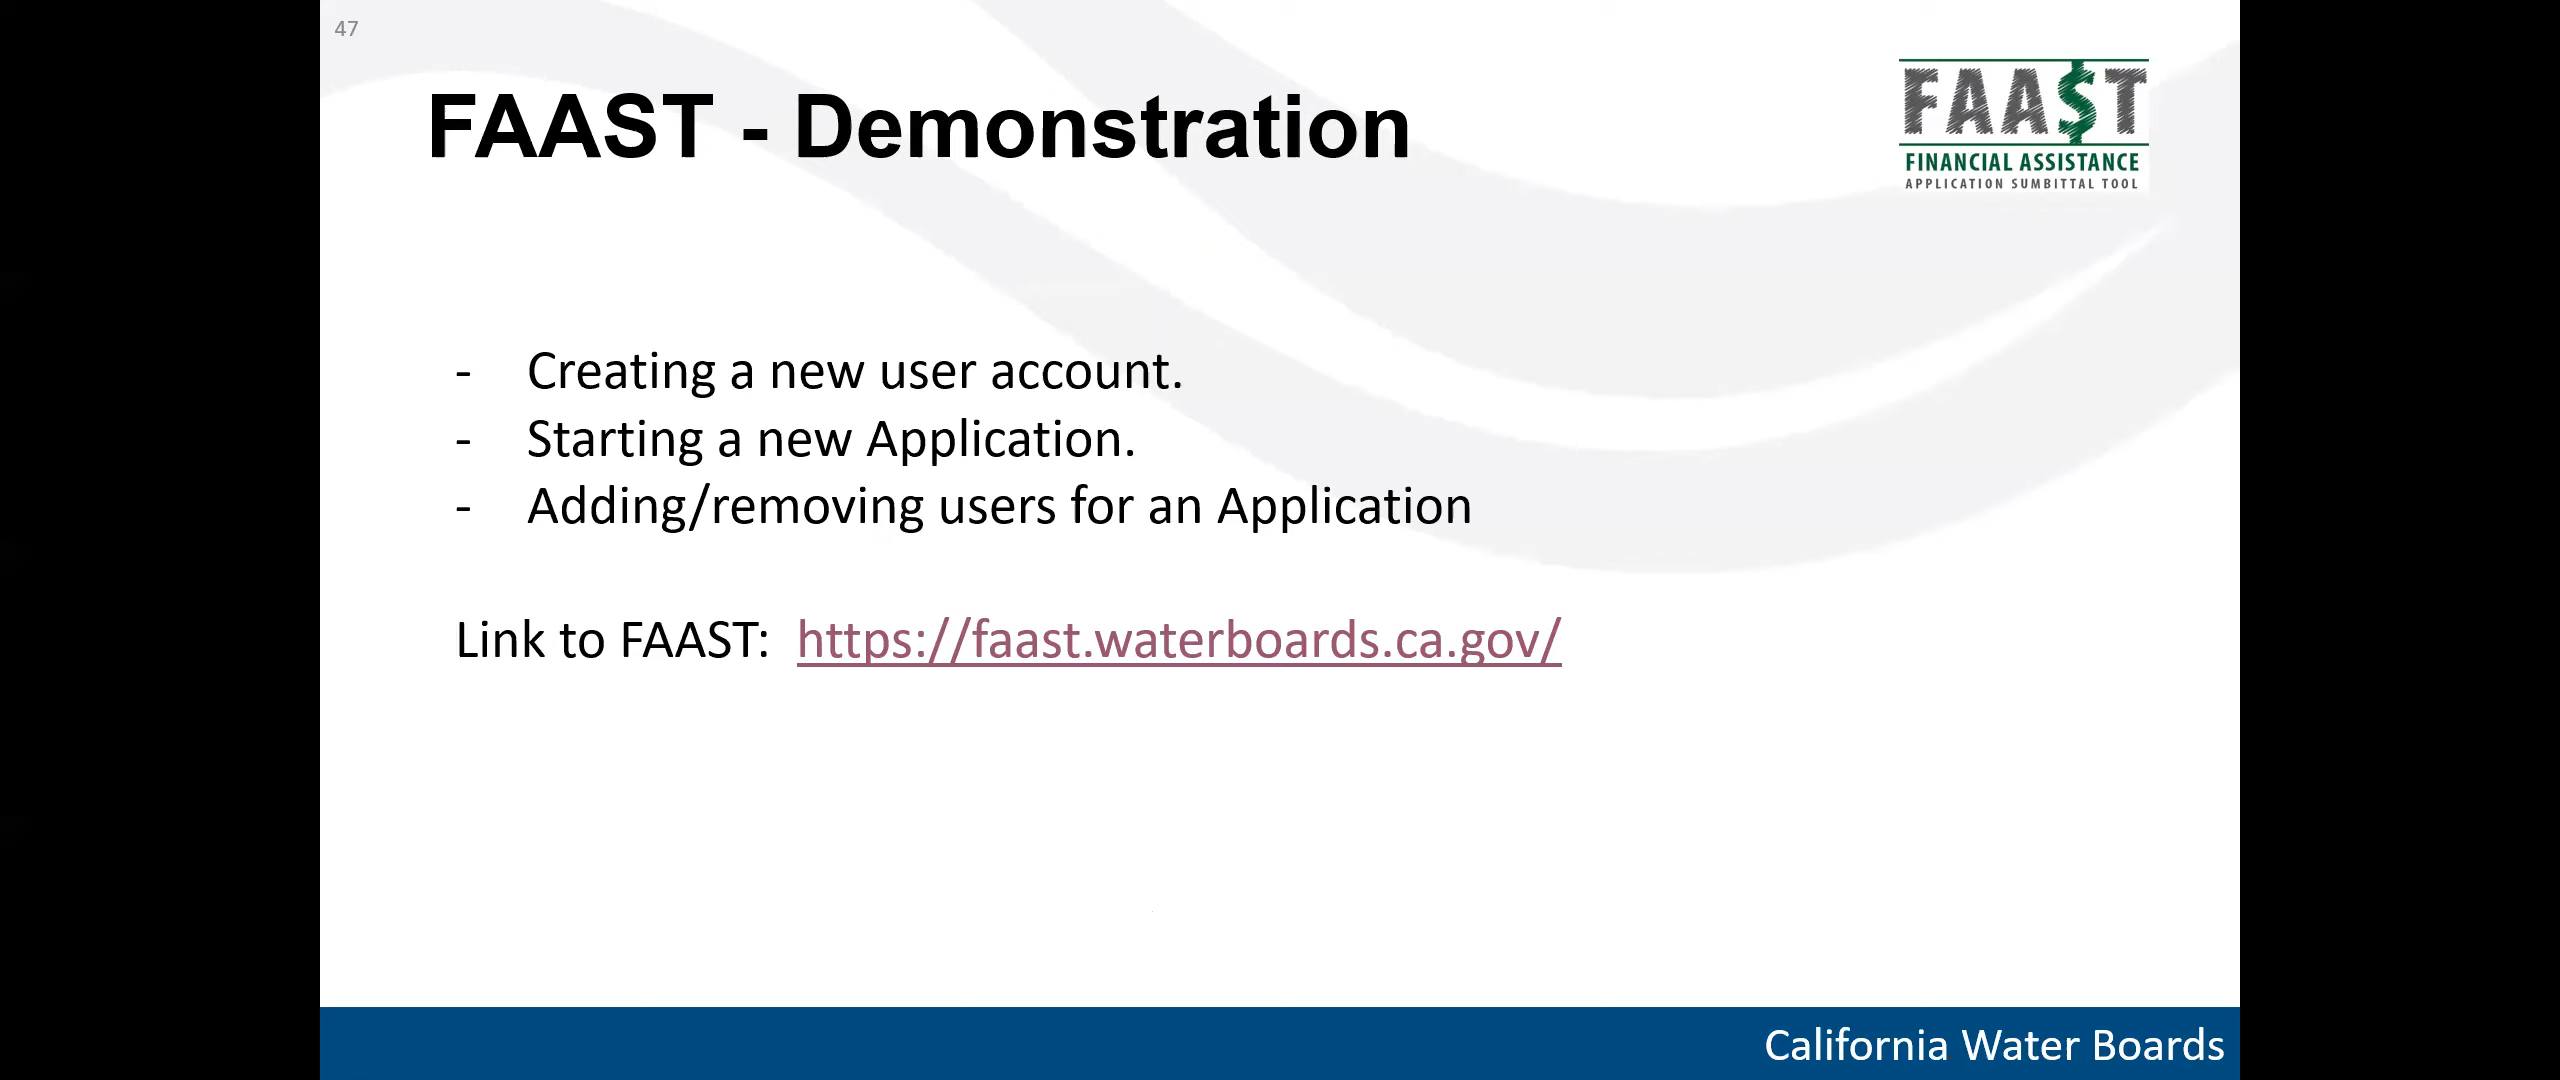 47
FAAST - Demonstration
FAA$T
FINANCIAL ASSISTANCE
APPLICATION SUMBITTAL TOOL
- Creating a new user account.
- Starting a new Application.
- Adding/removing users for an Application
Link to FAAST: https://faast.waterboards.ca.gov/
California Water Boards